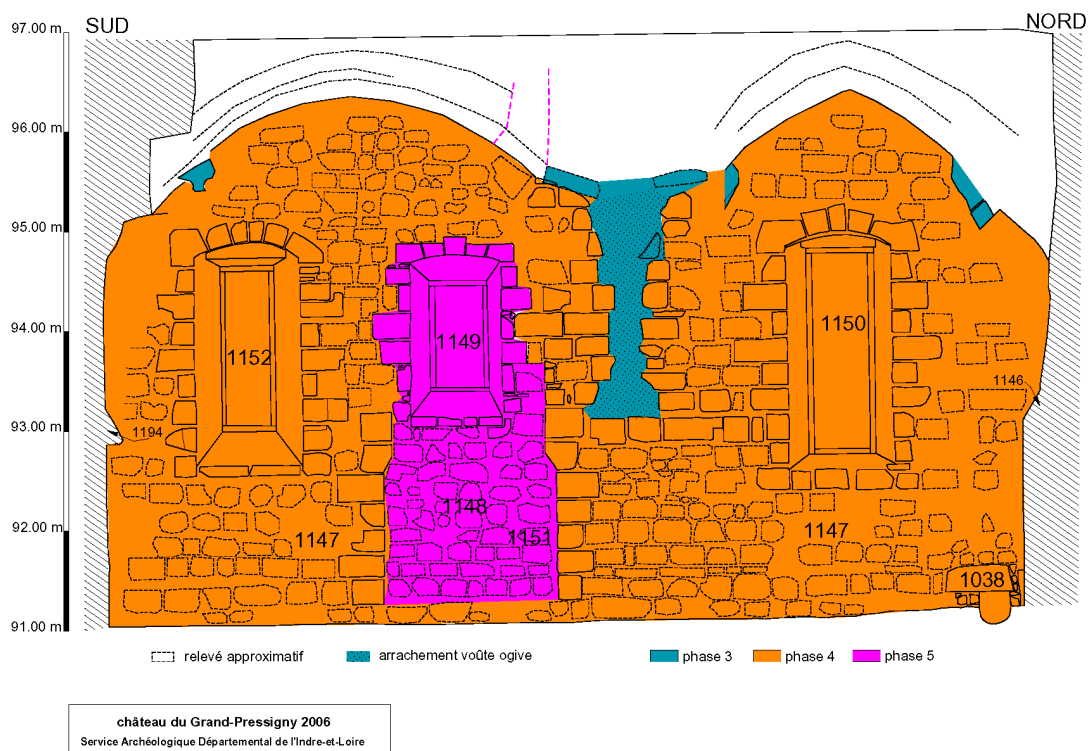 SUD
NORD
97.00 m
96.00 m
95.00 m
94.00 m
93.00 m
92.00 m
91.00 m
1152
1149
1150
1194
1146
1148
1151
1147
1147
1038
relevé approximatif
arrachement voûte ogive
phase 3
phase 4
phase 5
château du Grand-Pressigny 2006
Service Archéologique Départemental de l'Indre-et-Loire